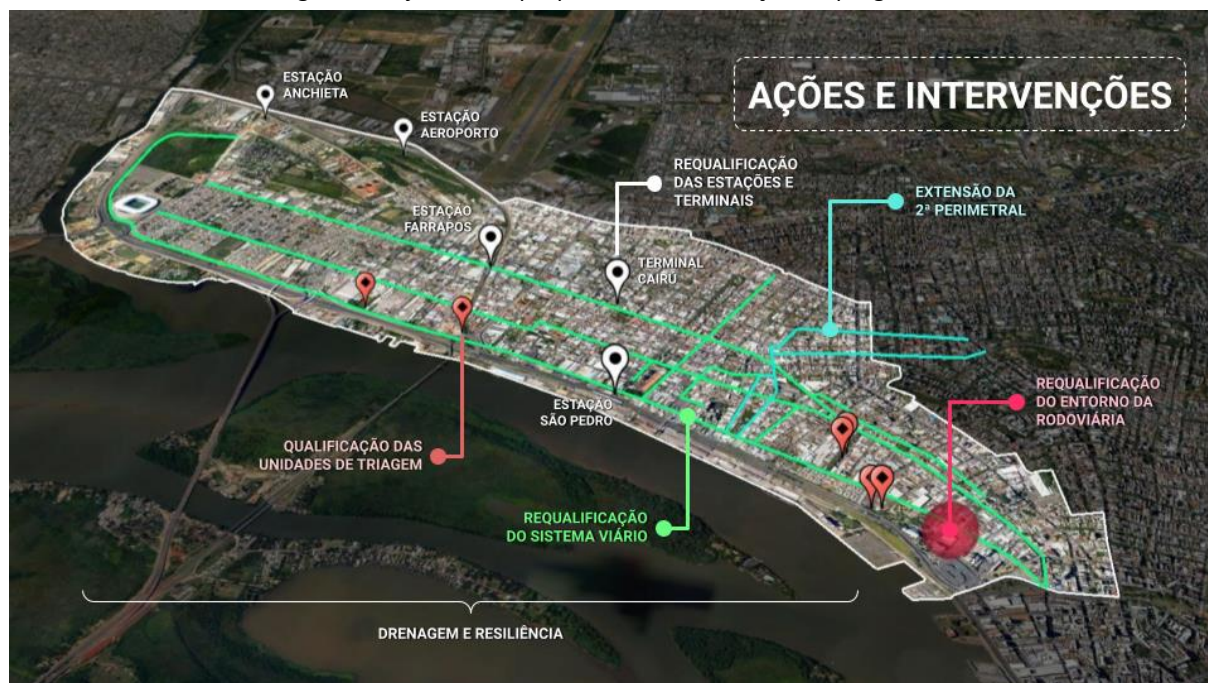 AÇÕES E INTERVENÇÕES
ESTAÇÃO
ANCHIETA
ESTAÇÃO
AEROPORTO
REQUALIFICAÇÃO
DAS ESTAÇÕES E
TERMINAIS
EXTENSÃO DA
2ª PERIMETRAL
ESTAÇÃO
FARRAPOS
TERMINAL
CAIRÚ
ESTAÇÃO
SÃO PEDRO
REQUALIFICAÇÃO
DO ENTORNO DA
RODOVIÁRIA
QUALIFICAÇÃO DAS
UNIDADES DE TRIAGEM
REQUALIFICAÇÃO
DO SISTEMA VIÁRIO
DRENAGEM E RESILIÊNCIA